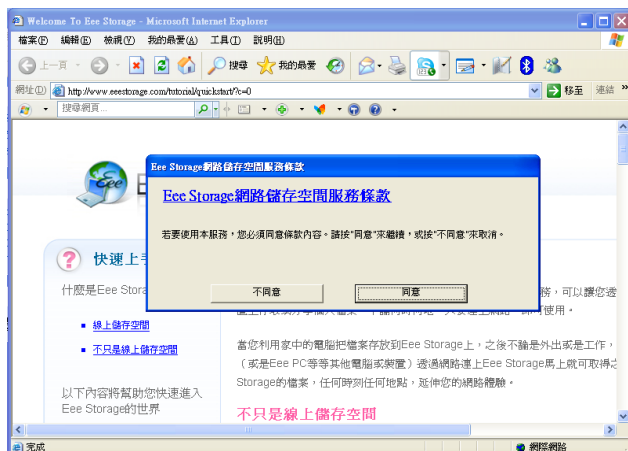 Welcome To Eee Storage - Microsoft Internet Explorer
檔案(F) 編輯(E) 檢視(V) 我的最愛(A) 工具(T) 說明(H)
上一頁 搜尋 我的最愛
網址(D) http://www.eeestorage.com/tutorial/quickstart/?c=0 移至 連結 »
搜尋網頁...
Eee
Eee Storage網路儲存空間服務條款
Eee Storage網路儲存空間服務條款
若要使用本服務，您必須同意條款內容。請按"同意"來繼續，或按"不同意"來取消。
不同意 同意
快速上
什麼是Eee Stora
線上儲存空間
不只是線上儲存空間
以下內容將幫助您快速進入
Eee Storage的世界
務，可以讓您透
使用。
當您利用家中的電腦把檔案存放到Eee Storage上，之後不論是外出或是工作，
（或是Eee PC等等其他電腦或裝置）透過網路連上Eee Storage馬上就可取得
Storage的檔案，任何時刻任何地點，延伸您的網路體驗。
不只是線上儲存空間
完成 網際網路